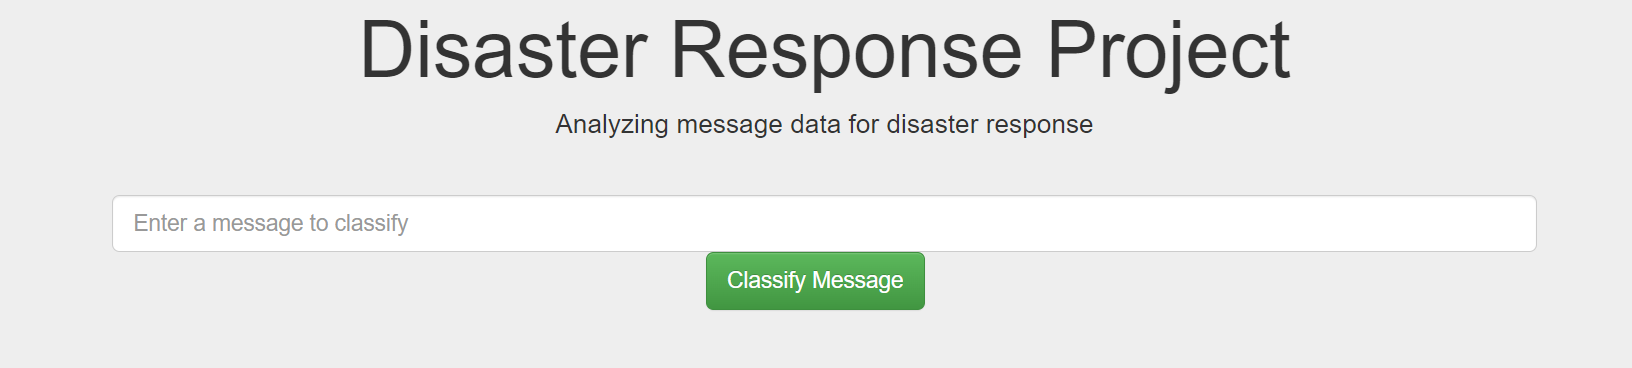 Disaster Response Project
Analyzing message data for disaster response
Enter a message to classify
Classify Message